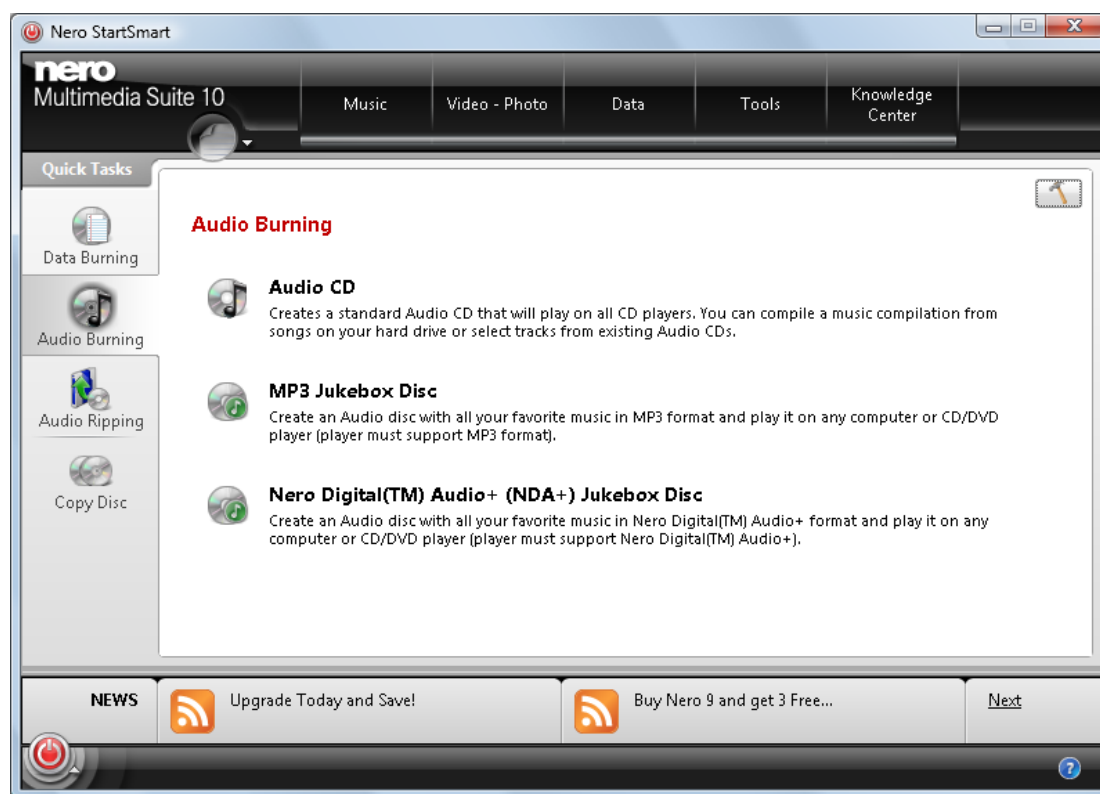 Nero StartSmart
nero
Multimedia Suite 10
Music
Video - Photo
Data
Tools
Knowledge
Center
Quick Tasks
Data Burning
Audio Burning
Audio Ripping
Copy Disc
Audio Burning
Audio CD
Creates a standard Audio CD that will play on all CD players. You can compile a music compilation from
songs on your hard drive or select tracks from existing Audio CDs.
MP3 Jukebox Disc
Create an Audio disc with all your favorite music in MP3 format and play it on any computer or CD/DVD
player (player must support MP3 format).
Nero Digital(TM) Audio+ (NDA+) Jukebox Disc
Create an Audio disc with all your favorite music in Nero Digital(TM) Audio+ format and play it on any
computer or CD/DVD player (player must support Nero Digital(TM) Audio+).
NEWS
Upgrade Today and Save!
Buy Nero 9 and get 3 Free...
Next
?